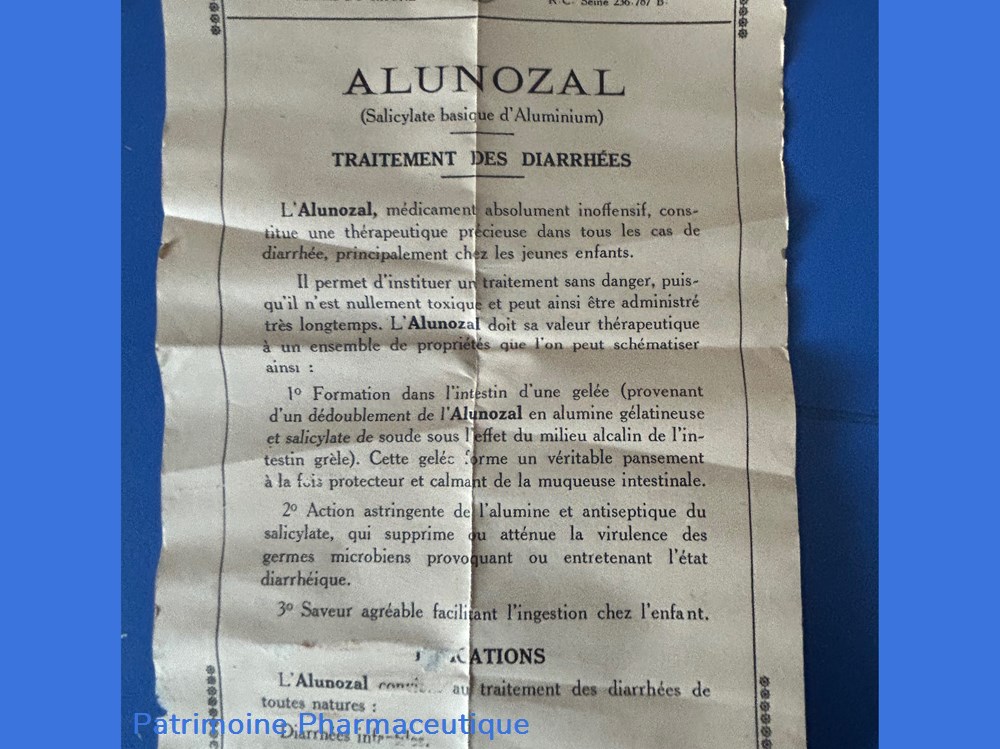 R.C. Seine 236.787 B.
ALUNOZAL
(Salicylate basique d'Aluminium)
TRAITEMENT DES DIARRHÉES
L'Alunozal, médicament absolument inoffensif, cons-
titue une thérapeutique précieuse dans tous les cas de
diarrhée, principalement chez les jeunes enfants.
Il permet d'instituer un traitement sans danger, puis-
qu'il n'est nullement toxique et peut ainsi être administré
très longtemps. L'Alunozal doit sa valeur thérapeutique
à un ensemble de propriétés que l'on peut schématiser
ainsi :
1º Formation dans l'intestin d'une gelée (provenant
d'un dédoublement de l'Alunozal en alumine gélatineuse
et salicylate de soude sous l'effet du milieu alcalin de l'in-
testin grèle). Cette gelée forme un véritable pansement
à la fois protecteur et calmant de la muqueuse intestinale.
2º Action astringente de l'alumine et antiseptique du
salicylate, qui supprime ou atténue la virulence des
germes microbiens provoquant ou entretenant l'état
diarrhéique.
3º Saveur agréable facilitant l'ingestion chez l'enfant.
CATIONS
L'Alunozal au traitement des diarrhées de
toutes natures :
Diarrhées
Patrimoine Pharmaceutique